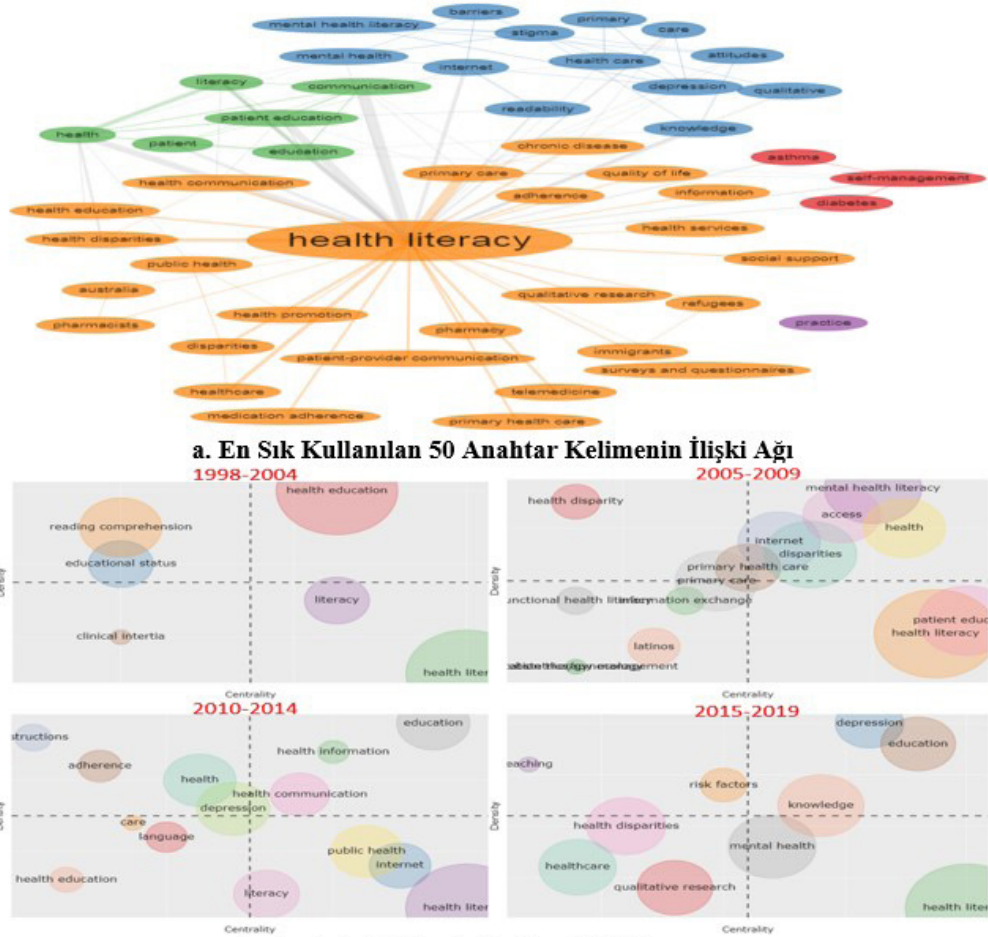 barriers
mental health literacy
primary
stigma
care
mental health
health care
attitudes
internet
literacy
communication
depression
qualitative
readability
patient education
knowledge
health
patient
education
chronic disease
asthma
primary care
quality of life
self-management
health communication
adherence
information
diabetes
health education
health services
health disparities
health literacy
social support
public health
australia
qualitative research
refugees
health promotion
pharmacists
practice
pharmacy
disparities
patient-provider communication
immigrants
surveys and questionnaires
healthcare
telemedicine
medication adherence
primary health care
a. En Sık Kullanılan 50 Anahtar Kelimenin İlişki Ağı
1998-2004
health education
reading comprehension
educational status
literacy
clinical intertia
health liter
Density
Centrality
2005-2009
mental health literacy
health disparity
access
health
internet
disparities
primary health care
primary care
unctional health literacy
information exchange
patient educ
health literacy
latinos
Centrality
2010-2014
education
structions
health information
adherence
health
health communication
depression
care
language
public health
internet
health education
literacy
health liter
Density
Centrality
2015-2019
depression
education
eaching
risk factors
knowledge
health disparities
mental health
healthcare
qualitative research
health liter
Density
Centrality